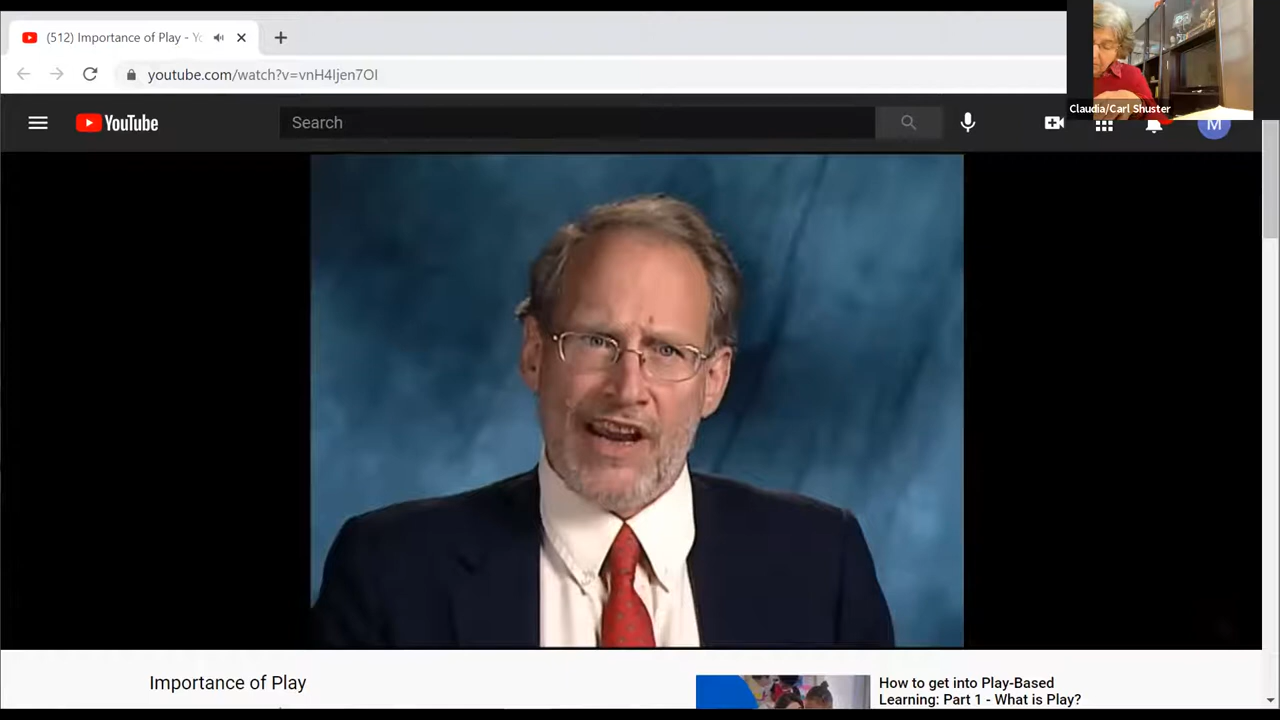 (512) Importance of Play - Yo
youtube.com/watch?v=vnH4Ijen7OI
Claudia/Carl Shuster
YouTube
Search
M
Importance of Play
How to get into Play-Based
Learning: Part 1 - What is Play?